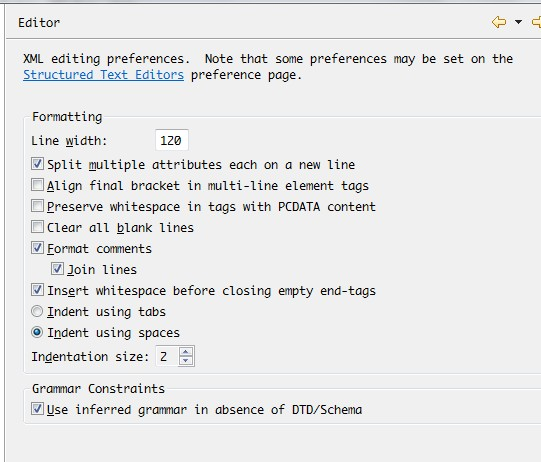 Editor
XML editing preferences.  Note that some preferences may be set on the
Structured Text Editors preference page.
Formatting
Line width: 120
Split multiple attributes each on a new line
Align final bracket in multi-line element tags
Preserve whitespace in tags with PCDATA content
Clear all blank lines
Format comments
Join lines
Insert whitespace before closing empty end-tags
Indent using tabs
Indent using spaces
Indentation size: 2
Grammar Constraints
Use inferred grammar in absence of DTD/Schema